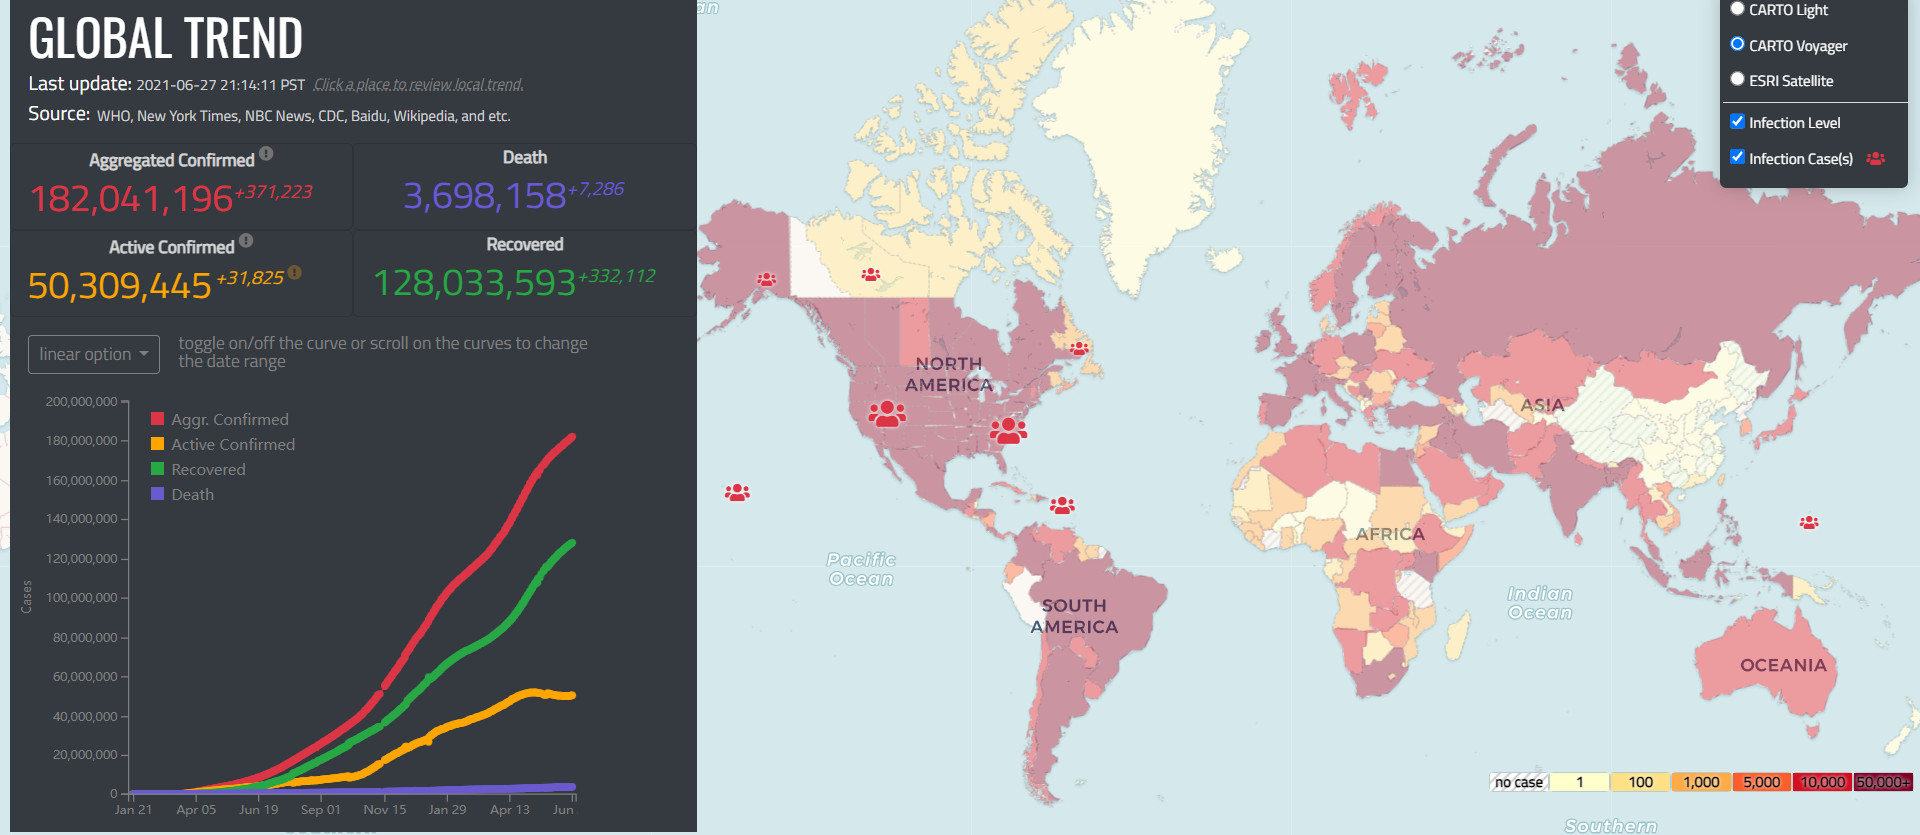 GLOBAL TREND
Last update: 2021-06-27 21:14:11 PST Click a place to review local trend.
Source: WHO, New York Times, NBC News, CDC, Baidu, Wikipedia, and etc.
Aggregated Confirmed
182,041,196 +371,223
Death
3,698,158 +7,286
Active Confirmed
50,309,445 +31,825
Recovered
128,033,593 +332,112
linear option
toggle on/off the curve or scroll on the curves to change
the date range
Aggr. Confirmed
Active Confirmed
Recovered
Death
200,000,000
180,000,000
160,000,000
140,000,000
120,000,000
100,000,000
80,000,000
60,000,000
40,000,000
20,000,000
0
Cases
Jan 21 Apr 05 Jun 19 Sep 01 Nov 15 Jan 29 Apr 13 Jun
NORTH
AMERICA
ASIA
AFRICA
Pacific
Ocean
SOUTH
AMERICA
Indian
Ocean
OCEANIA
Southern
CARTO Light
CARTO Voyager
ESRI Satellite
Infection Level
Infection Case(s)
no case 1 100 1,000 5,000 10,000 50,000+